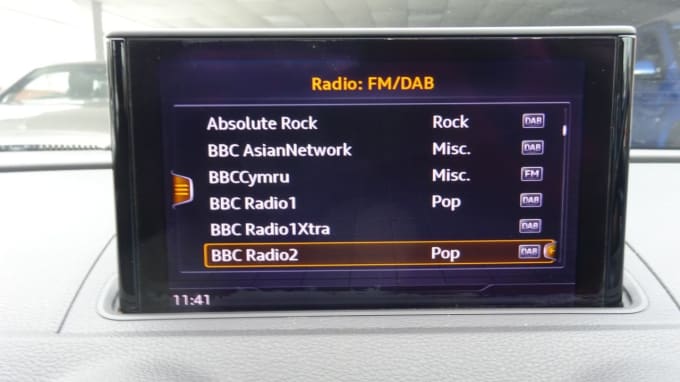 Radio: FM/DAB
Absolute Rock Rock DAB
BBC AsianNetwork Misc. DAB
BBCCymru Misc. FM
BBC Radio1 Pop DAB
BBC Radio1Xtra DAB
BBC Radio2 Pop DAB
11:41